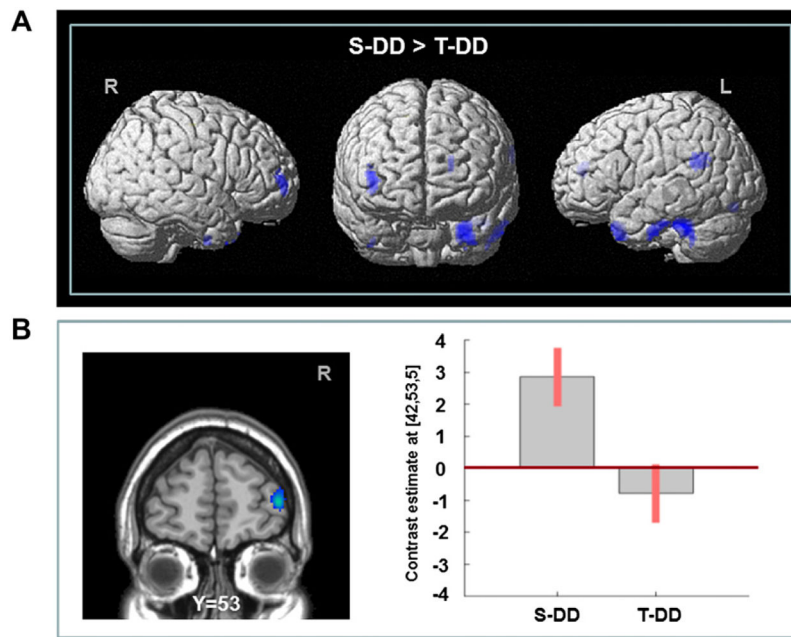 A
S-DD > T-DD
R
L
B
R
Y=53
Contrast estimate at [42,53,5]
4
3
2
1
0
-1
-2
-3
-4
S-DD
T-DD